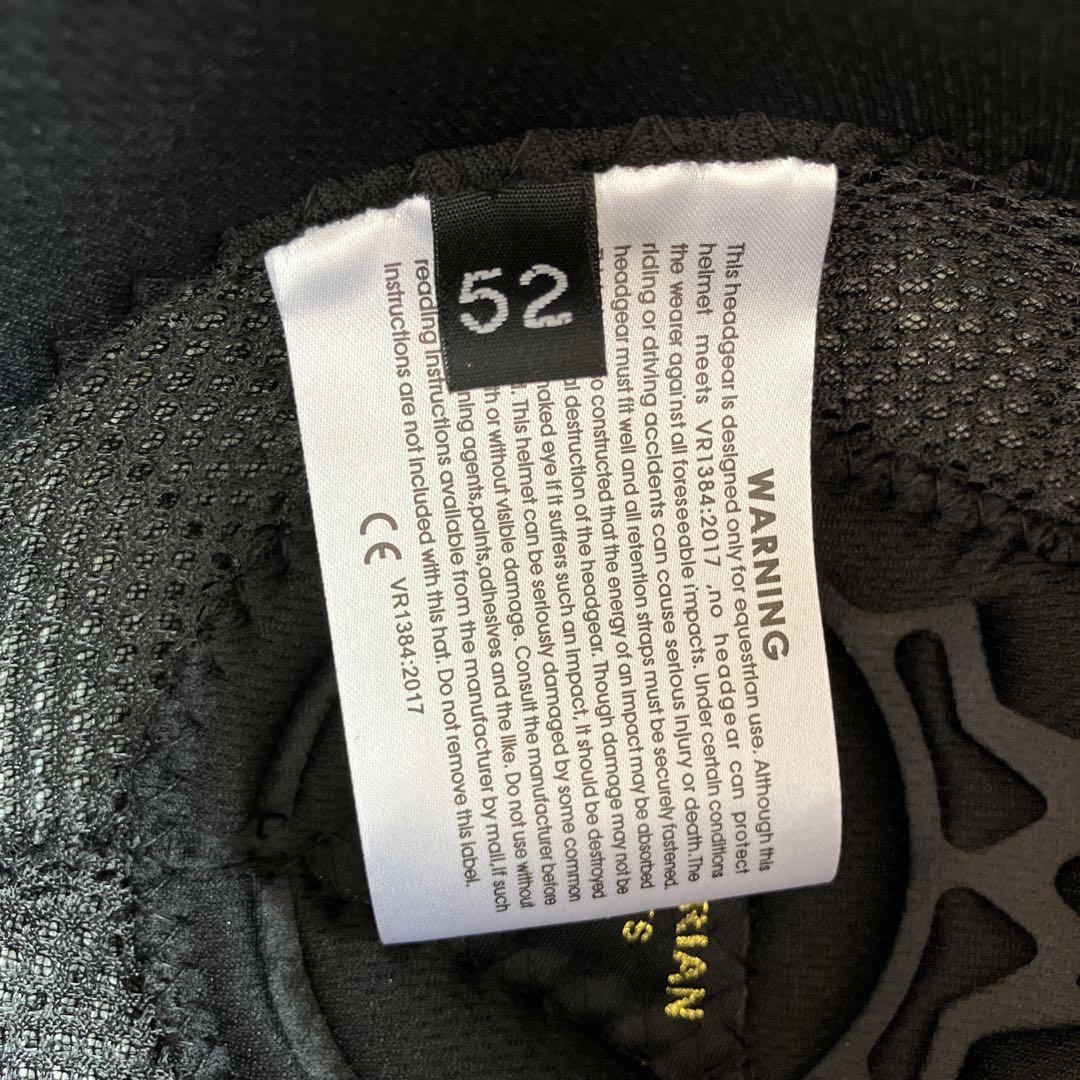 52
WARNING
This headgear is designed only for equestrian use. Although this
helmet meets VR1384:2017 ,no headgear can protect
the wearer against all foreseeable impacts. Under certain conditions
riding or driving accidents can cause serious injury or death.The
headgear must fit well and all retention straps must be securely fastened.
so constructed that the energy of an impact may be absorbed
destruction of the headgear. Though damage may not be
naked eye.if it suffers such an impact, it should be destroyed
. This helmet can be seriously damaged by some common
or without visible damage. Consult the manufacturer before
agents,paints,adhesives and the like. Do not use without
reading instructions available from the manufacturer by mail,if such
instructions are not included with this hat. Do not remove this label.
CE VR1384:2017
RIAN
TS